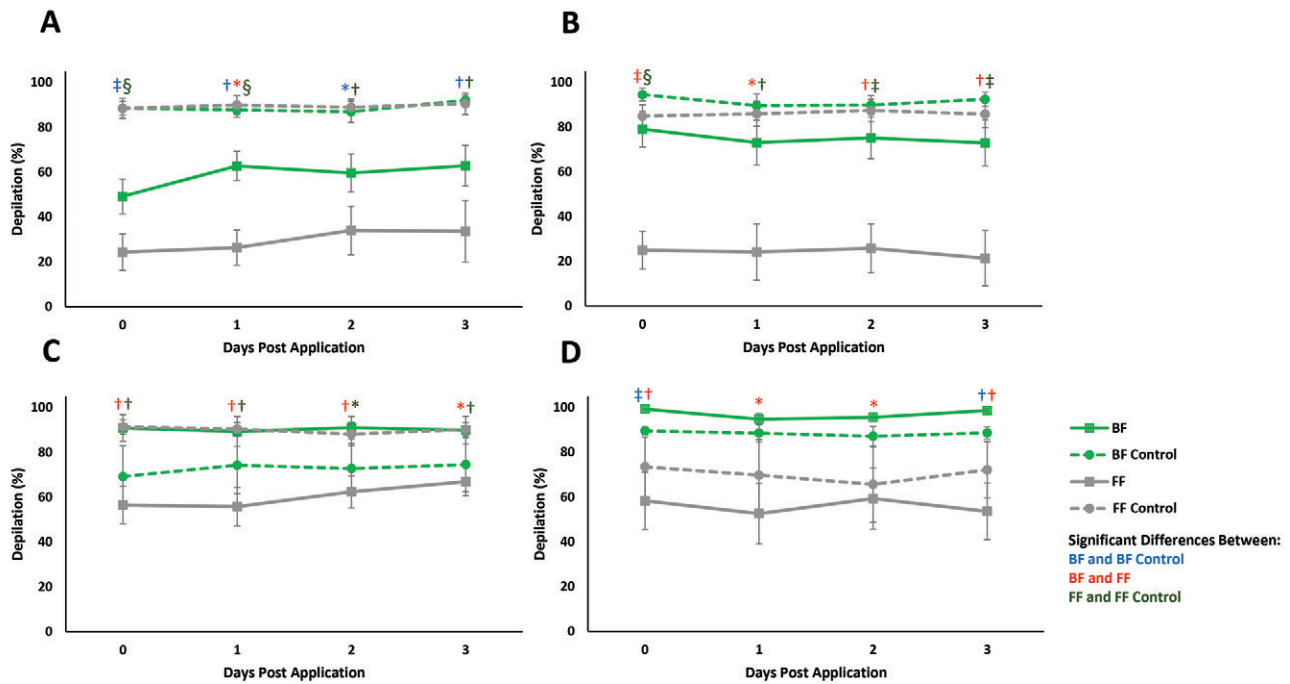 A
‡§ †*§ *† ††
100
80
60
40
20
0
Depilation (%)
0 1 2 3
Days Post Application
B
‡§ *† †‡ †‡
100
80
60
40
20
0
Depilation (%)
0 1 2 3
Days Post Application
C
†† †† †* *†
100
80
60
40
20
0
Depilation (%)
0 1 2 3
Days Post Application
D
‡† * * ††
100
80
60
40
20
0
Depilation (%)
0 1 2 3
Days Post Application
BF
BF Control
FF
FF Control
Significant Differences Between:
BF and BF Control
BF and FF
FF and FF Control